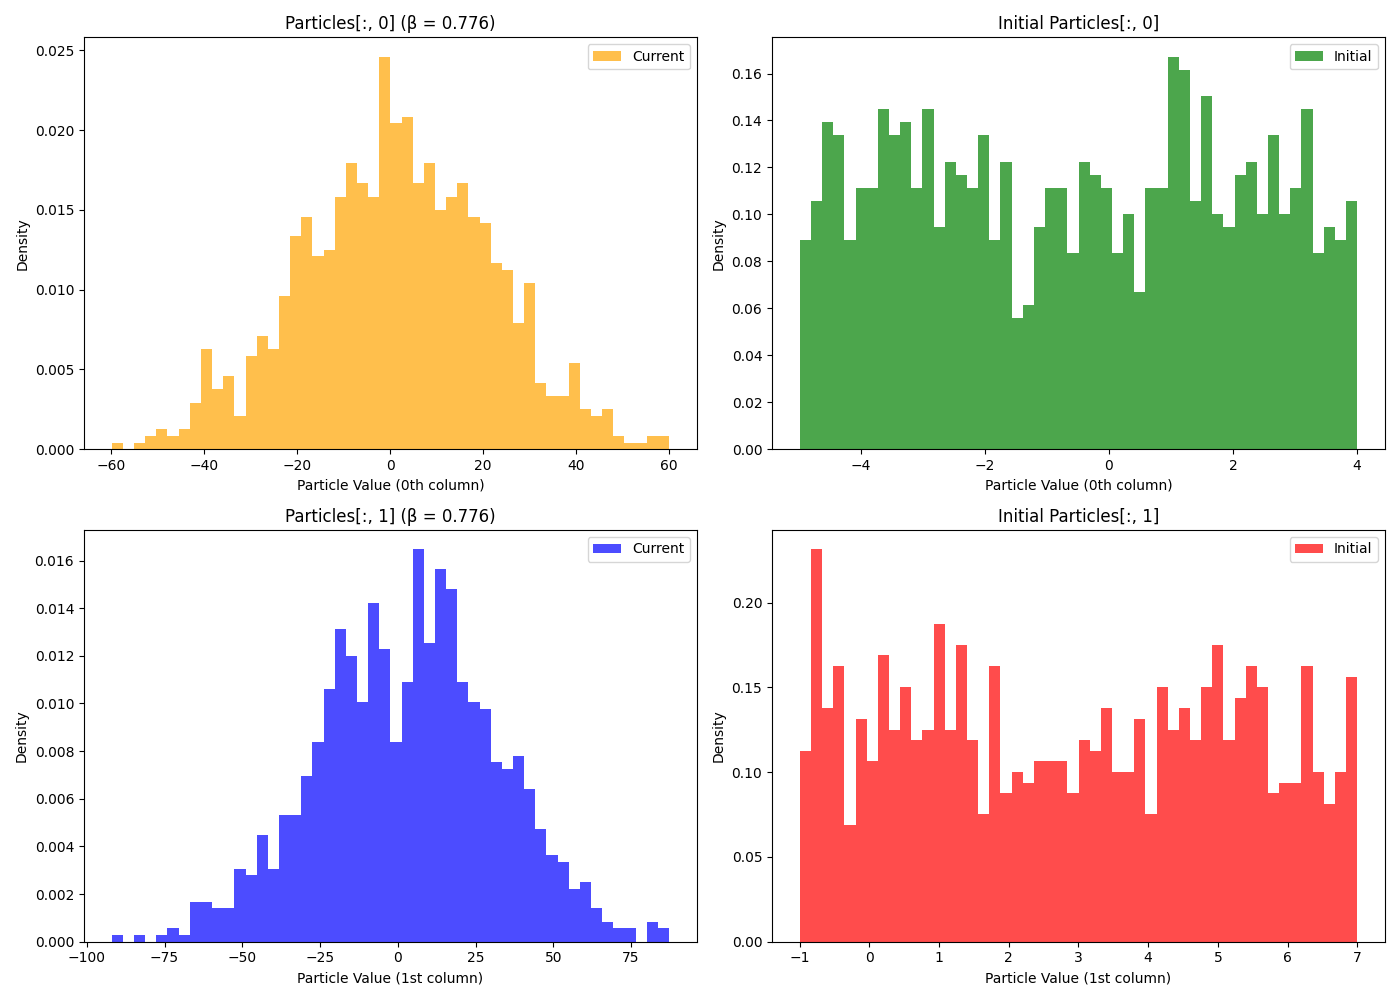 Particles[:, 0] (β = 0.776)
Current
Density
0.025
0.020
0.015
0.010
0.005
0.000
−60 −40 −20 0 20 40 60
Particle Value (0th column)
Initial Particles[:, 0]
Initial
Density
0.16
0.14
0.12
0.10
0.08
0.06
0.04
0.02
0.00
−4 −2 0 2 4
Particle Value (0th column)
Particles[:, 1] (β = 0.776)
Current
Density
0.016
0.014
0.012
0.010
0.008
0.006
0.004
0.002
0.000
−100 −75 −50 −25 0 25 50 75
Particle Value (1st column)
Initial Particles[:, 1]
Initial
Density
0.20
0.15
0.10
0.05
0.00
−1 0 1 2 3 4 5 6 7
Particle Value (1st column)